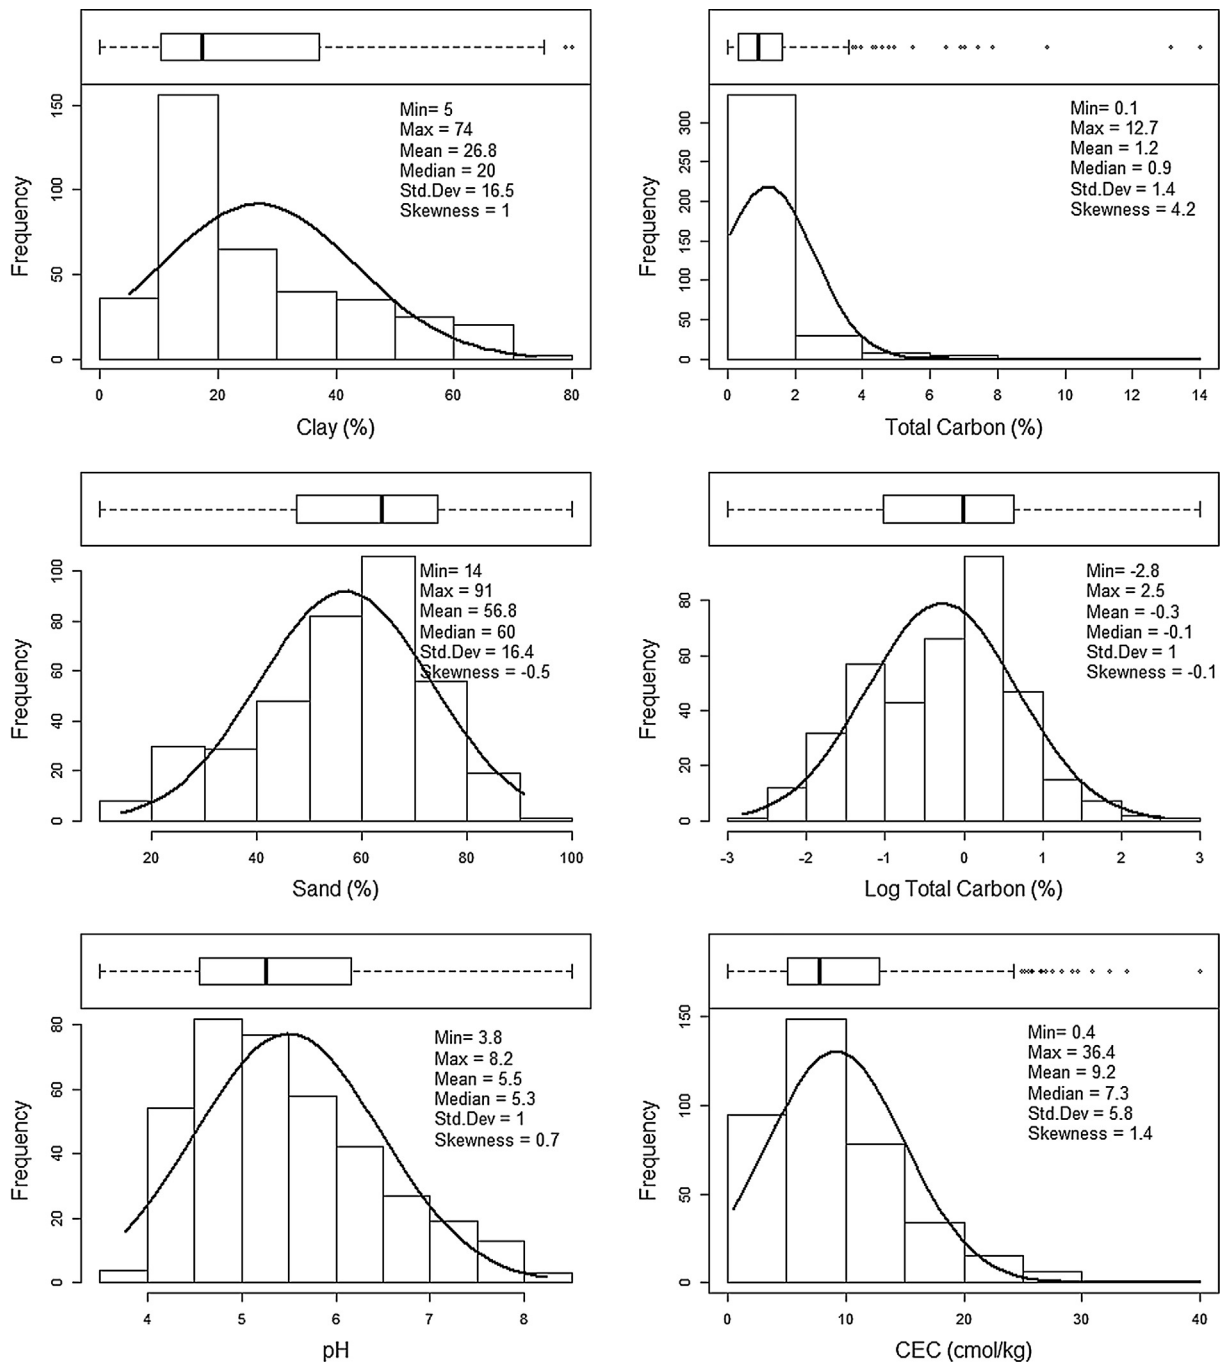 Min= 5
Max = 74
Mean = 26.8
Median = 20
Std.Dev = 16.5
Skewness = 1
Frequency
0
50
100
150
0 20 40 60 80
Clay (%)
Min= 0.1
Max = 12.7
Mean = 1.2
Median = 0.9
Std.Dev = 1.4
Skewness = 4.2
Frequency
0
50
100
150
200
250
300
0 2 4 6 8 10 12 14
Total Carbon (%)
Min= 14
Max = 91
Mean = 56.8
Median = 60
Std.Dev = 16.4
Skewness = -0.5
Frequency
0
20
40
60
80
100
20 40 60 80 100
Sand (%)
Min= -2.8
Max = 2.5
Mean = -0.3
Median = -0.1
Std.Dev = 1
Skewness = -0.1
Frequency
0
20
40
60
80
-3 -2 -1 0 1 2 3
Log Total Carbon (%)
Min= 3.8
Max = 8.2
Mean = 5.5
Median = 5.3
Std.Dev = 1
Skewness = 0.7
Frequency
0
20
40
60
80
4 5 6 7 8
pH
Min= 0.4
Max = 36.4
Mean = 9.2
Median = 7.3
Std.Dev = 5.8
Skewness = 1.4
Frequency
0
50
100
150
0 10 20 30 40
CEC (cmol/kg)